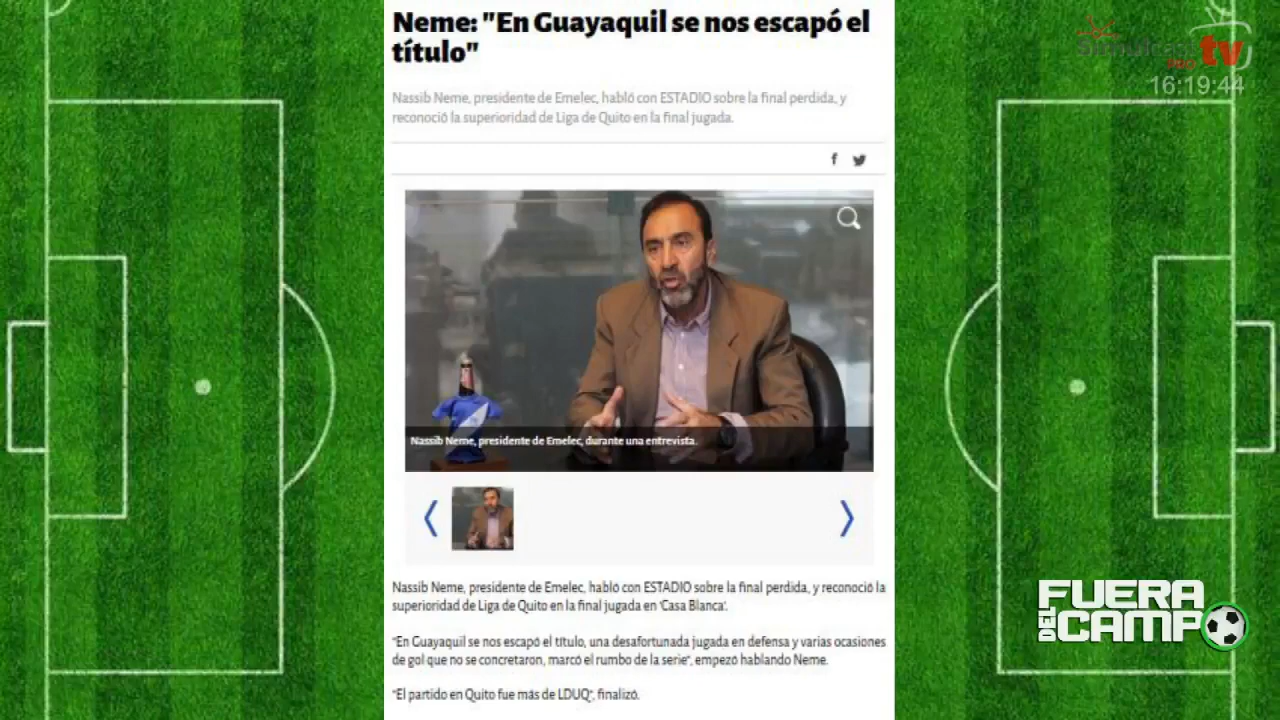 Neme: "En Guayaquil se nos escapó el
título"
Simulcast tv
PRO
16:19:44
Nassib Neme, presidente de Emelec, habló con ESTADIO sobre la final perdida, y
reconoció la superioridad de Liga de Quito en la final jugada.
Nassib Neme, presidente de Emelec, durante una entrevista.
Nassib Neme, presidente de Emelec, habló con ESTADIO sobre la final perdida, y reconoció la
superioridad de Liga de Quito en la final jugada en 'Casa Blanca'.
"En Guayaquil se nos escapó el título, una desafortunada jugada en defensa y varias ocasiones
de gol que no se concretaron, marcó el rumbo de la serie", empezó hablando Neme.
"El partido en Quito fue más de LDUQ", finalizó.
FUERA
DEL CAMPO